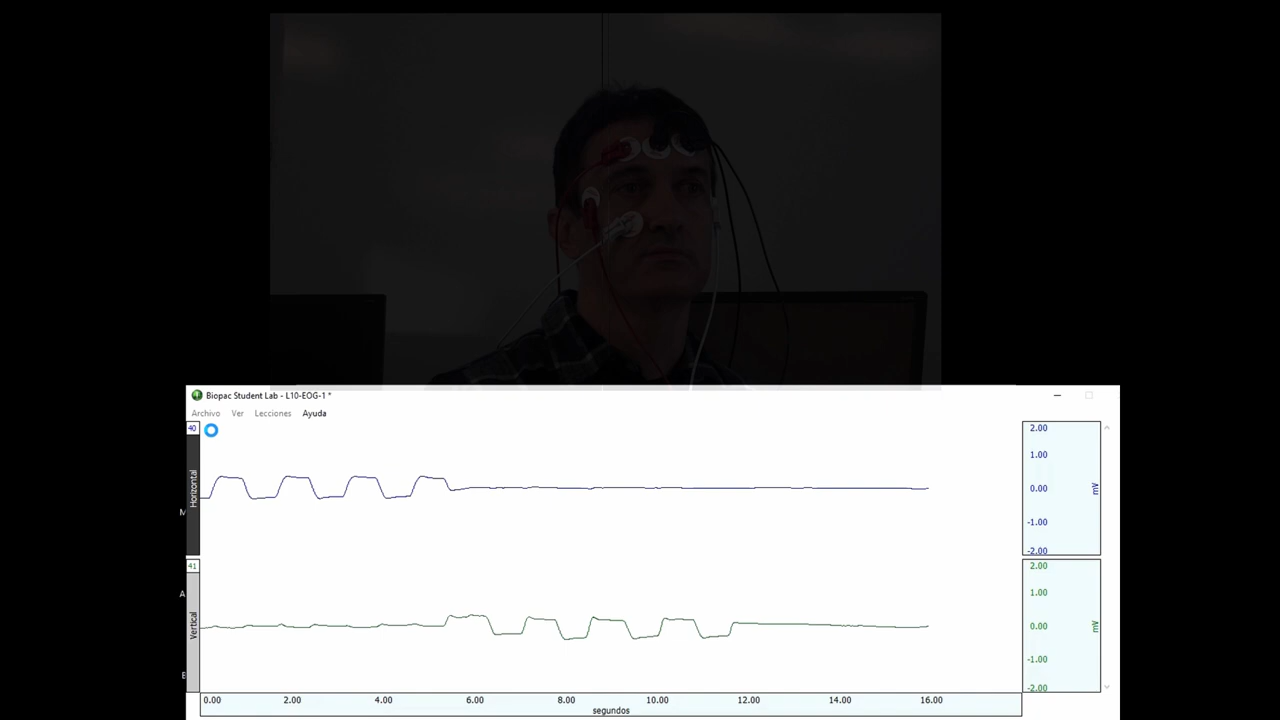 Biopac Student Lab - L10-EOG-1 *
Archivo Ver Lecciones Ayuda
40
Horizontal
2.00
1.00
0.00
-1.00
-2.00
mV
41
Vertical
2.00
1.00
0.00
-1.00
-2.00
mV
0.00 2.00 4.00 6.00 8.00 10.00 12.00 14.00 16.00
segundos